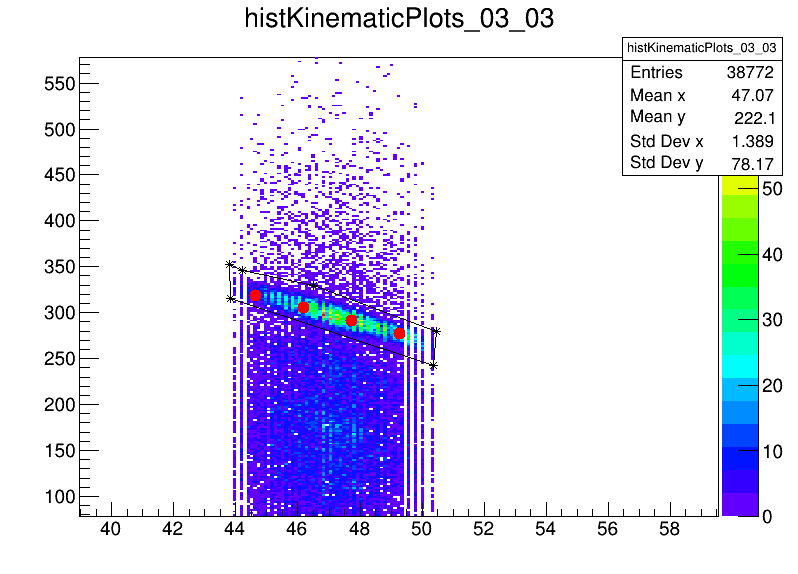 histKinematicPlots_03_03
histKinematicPlots_03_03
Entries 38772
Mean x 47.07
Mean y 222.1
Std Dev x 1.389
Std Dev y 78.17
550
500
450
400
350
300
250
200
150
100
40 42 44 46 48 50 52 54 56 58
50
40
30
20
10
0